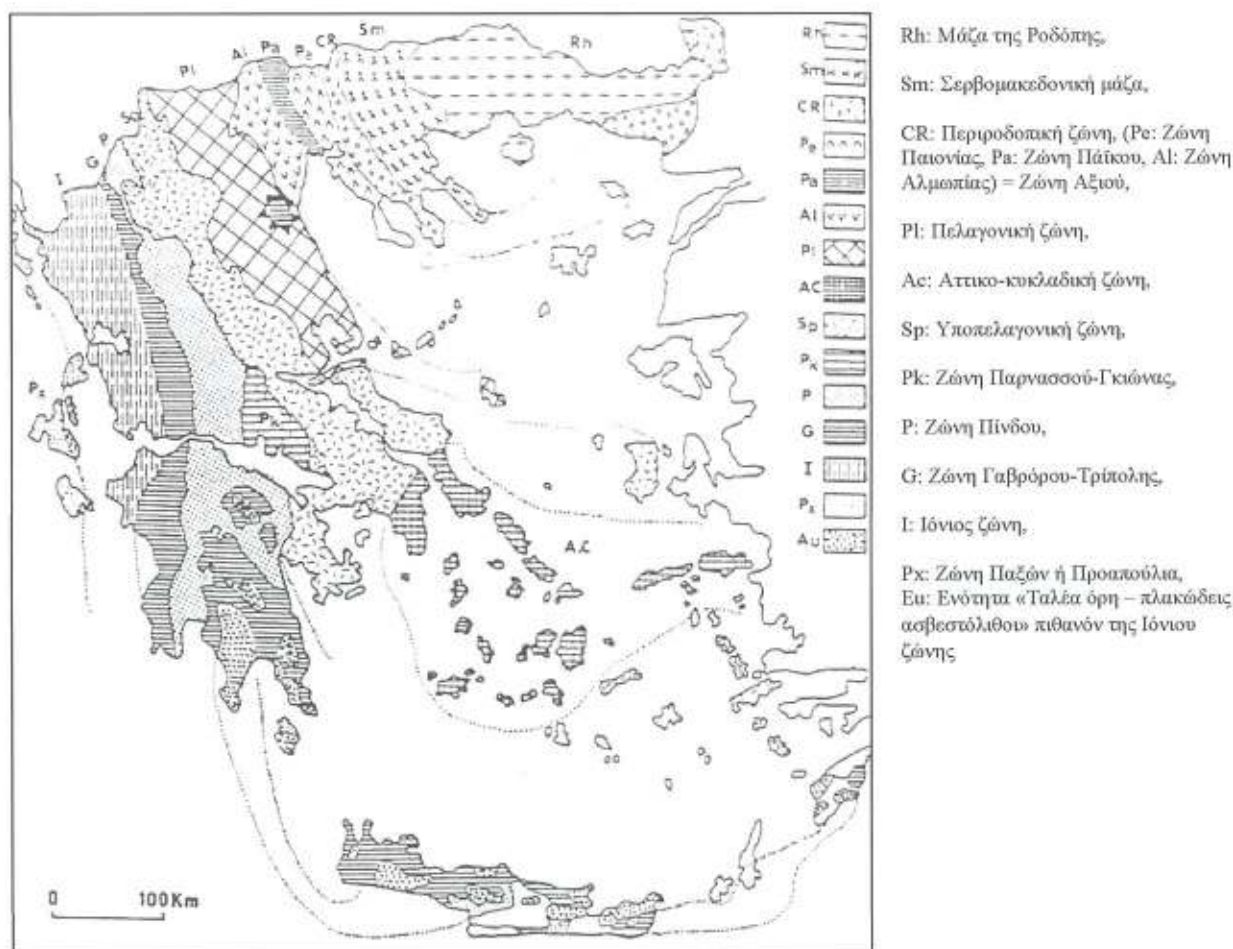 I
G
P
Sp
Pl
Al
Pa
Pe
CR
Sm
Rh
Px
Pk
AC
0 100Km
Rh
Sm
CR
Pe
Pa
Al
Pl
AC
Sp
Pk
P
G
I
Px
Au
Rh: Μάζα της Ροδόπης,
Sm: Σερβομακεδονική μάζα,
CR: Περιροδοπική ζώνη, (Pe: Ζώνη
Παιονίας, Pa: Ζώνη Πάϊκου, Al: Ζώνη
Αλμωπίας) = Ζώνη Αξιού,
Pl: Πελαγονική ζώνη,
Ac: Αττικο-κυκλαδική ζώνη,
Sp: Υποπελαγονική ζώνη,
Pk: Ζώνη Παρνασσού-Γκιώνας,
P: Ζώνη Πίνδου,
G: Ζώνη Γαβρόρου-Τρίπολης,
I: Ιόνιος ζώνη,
Px: Ζώνη Παξών ή Προαπούλια,
Eu: Ενότητα «Ταλέα όρη – πλακώδεις
ασβεστόλιθοι» πιθανόν της Ιόνιου
ζώνης